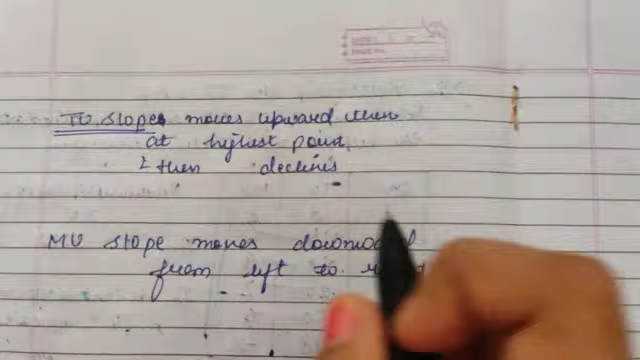 TU slopes moves upward then
at highest point
& then declines
MU slope moves downward
from left to